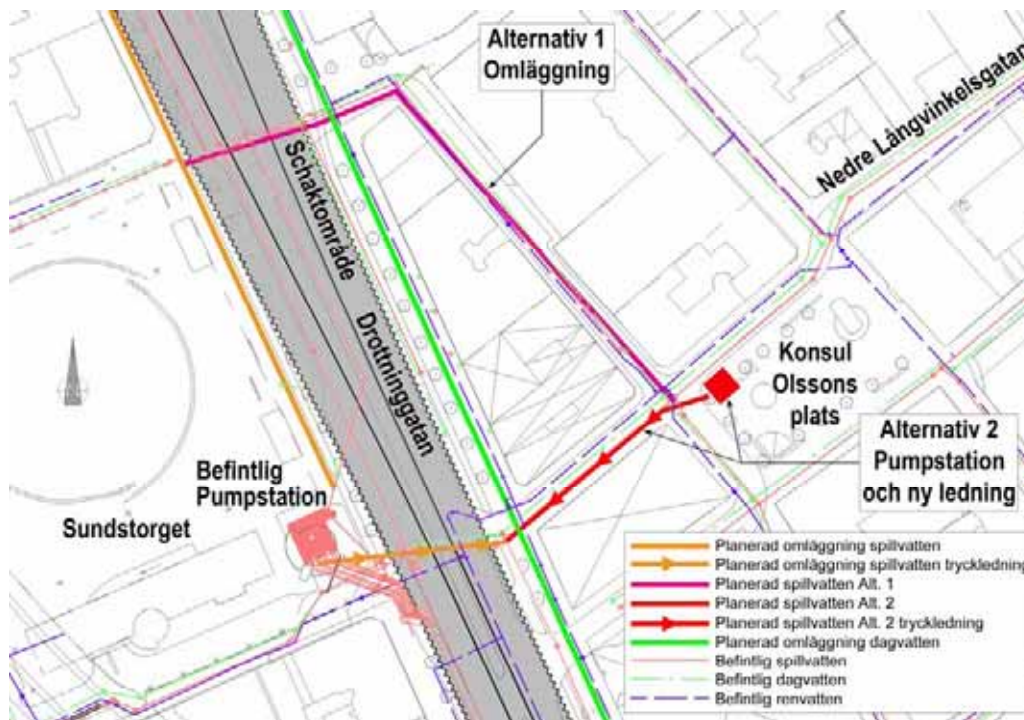 Alternativ 1
Omläggning
Nedre Långvinkelsgatan
Schaktområde
Drottninggatan
Konsul
Olssons
plats
Alternativ 2
Pumpstation
och ny ledning
Befintlig
Pumpstation
Sundstorget
Planerad omläggning spillvatten
Planerad omläggning spillvatten tryckledning
Planerad spillvatten Alt. 1
Planerad spillvatten Alt. 2
Planerad spillvatten Alt. 2 tryckledning
Planerad omläggning dagvatten
Befintlig spillvatten
Befintlig dagvatten
Befintlig renvatten